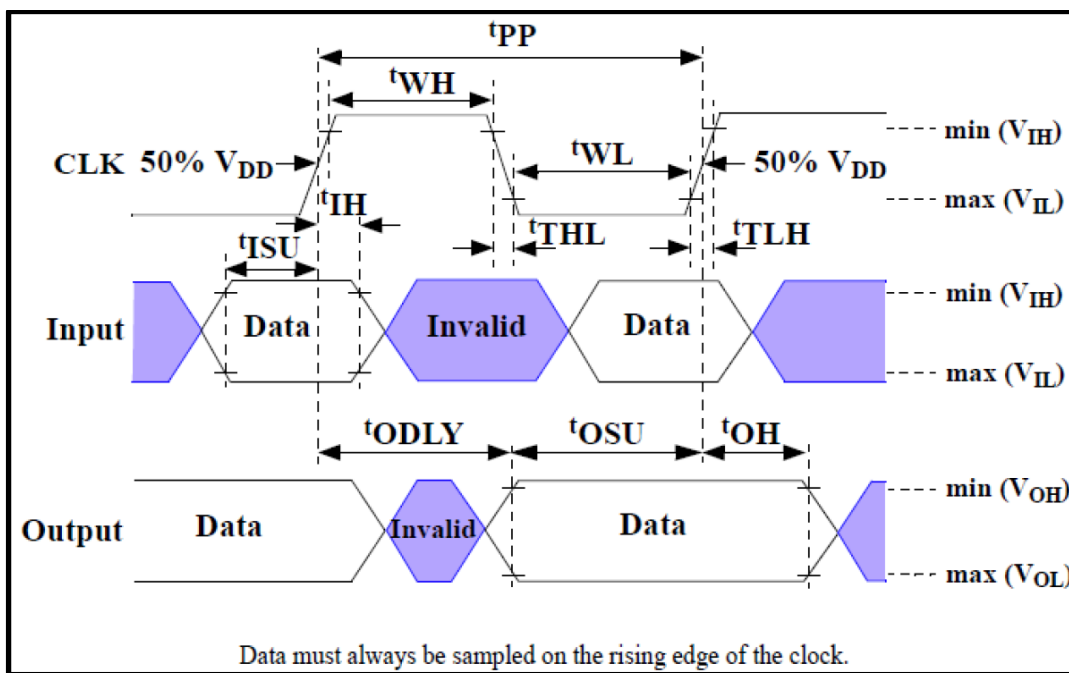 tPP
tWH
min (VIH)
CLK 50% VDD
tWL
50% VDD
tIH
max (VIL)
tISU
tTHL
tTLH
min (VIH)
Input
Data
Invalid
Data
max (VIL)
tODLY
tOSU
tOH
min (VOH)
Output
Data
Invalid
Data
max (VOL)
Data must always be sampled on the rising edge of the clock.